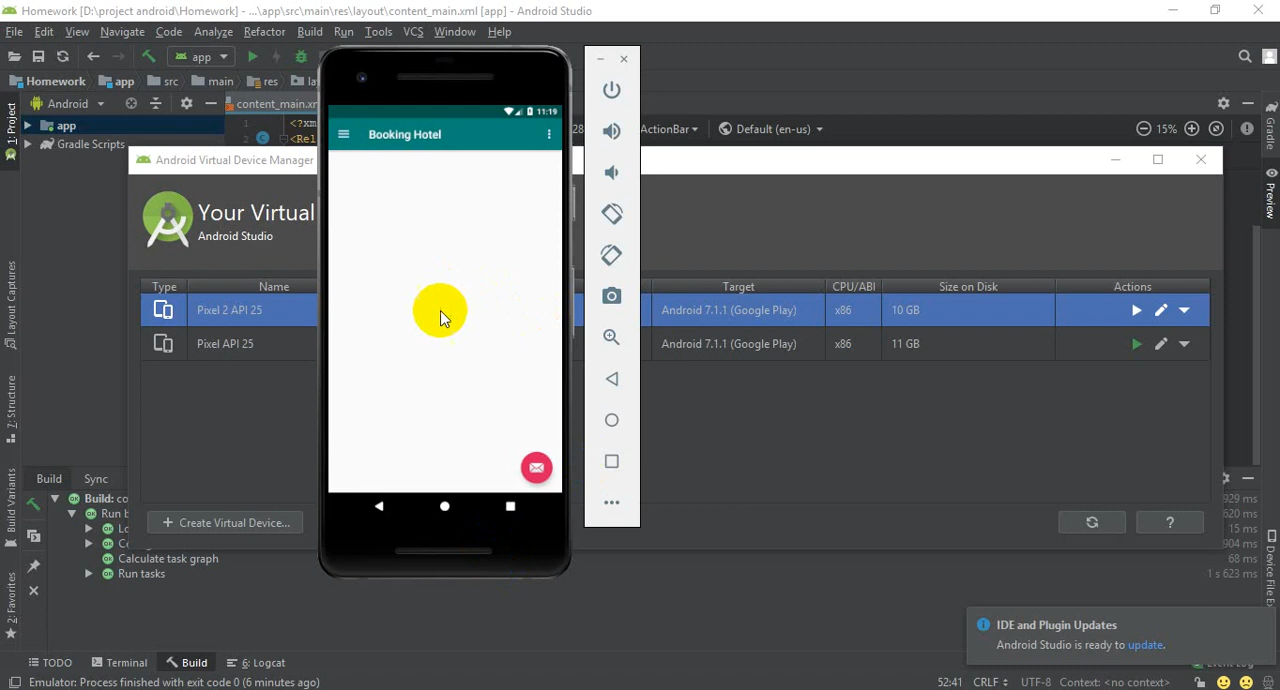 Homework [D:\project android\Homework] - ...\app\src\main\res\layout\content_main.xml [app] - Android Studio
File Edit View Navigate Code Analyze Refactor Build Run Tools VCS Window Help
app
Homework app src main res
Android content_main.xm
28 ActionBar Default (en-us) 15%
1: Project
app
Gradle Scripts
1 <?xm
2 <Rel
Gradle
Preview
11:19
Booking Hotel
Android Virtual Device Manager
Your Virtual
Android Studio
Type Name Target CPU/ABI Size on Disk Actions
Pixel 2 API 25 Android 7.1.1 (Google Play) x86 10 GB
Pixel API 25 Android 7.1.1 (Google Play) x86 11 GB
Layout Captures
7: Structure
Build Variants
2: Favorites
Build Sync
Build: co
Run b
Calculate task graph
Run tasks
+ Create Virtual Device...
?
929 ms
620 ms
15 ms
904 ms
68 ms
1 s 623 ms
IDE and Plugin Updates
Android Studio is ready to update.
TODO Terminal Build 6: Logcat
Emulator: Process finished with exit code 0 (6 minutes ago) 52:41 CRLF UTF-8 Context: <no context>